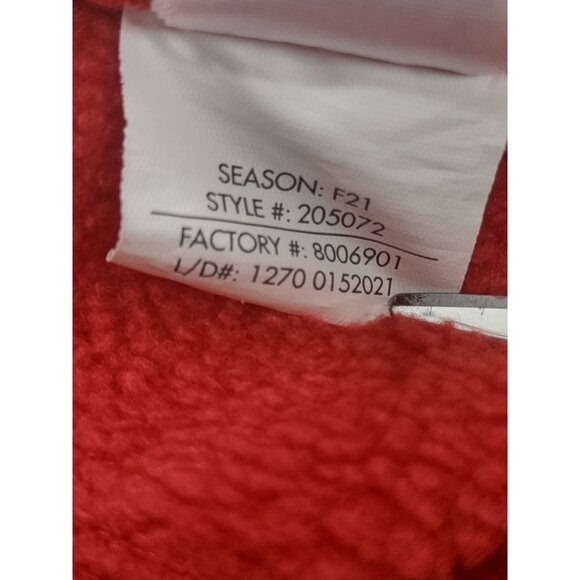 SEASON: F21
STYLE #: 205072
FACTORY #: 8006901
L/D#: 1270 0152021